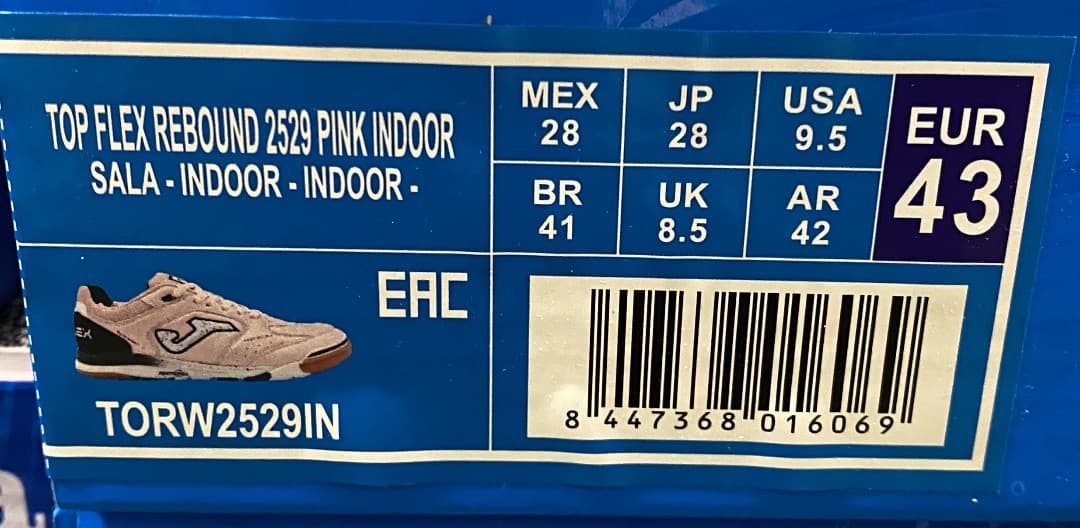 TOP FLEX REBOUND 2529 PINK INDOOR
SALA - INDOOR - INDOOR -
MEX
28
JP
28
USA
9.5
EUR
43
BR
41
UK
8.5
AR
42
EAC
TORW2529IN
8 447368 016069